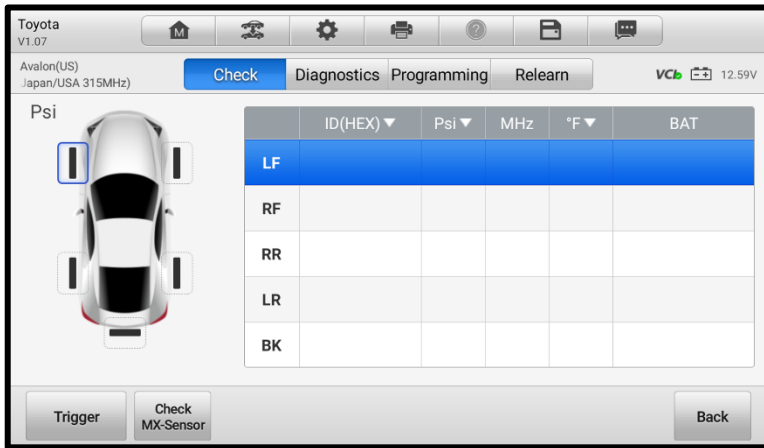 Toyota
V1.07
M
?
Avalon(US)
Japan/USA 315MHz)
Check
Diagnostics
Programming
Relearn
VCI
12.59V
Psi
ID(HEX)▼ Psi▼ MHz °F▼ BAT
LF
RF
RR
LR
BK
Trigger
Check
MX-Sensor
Back